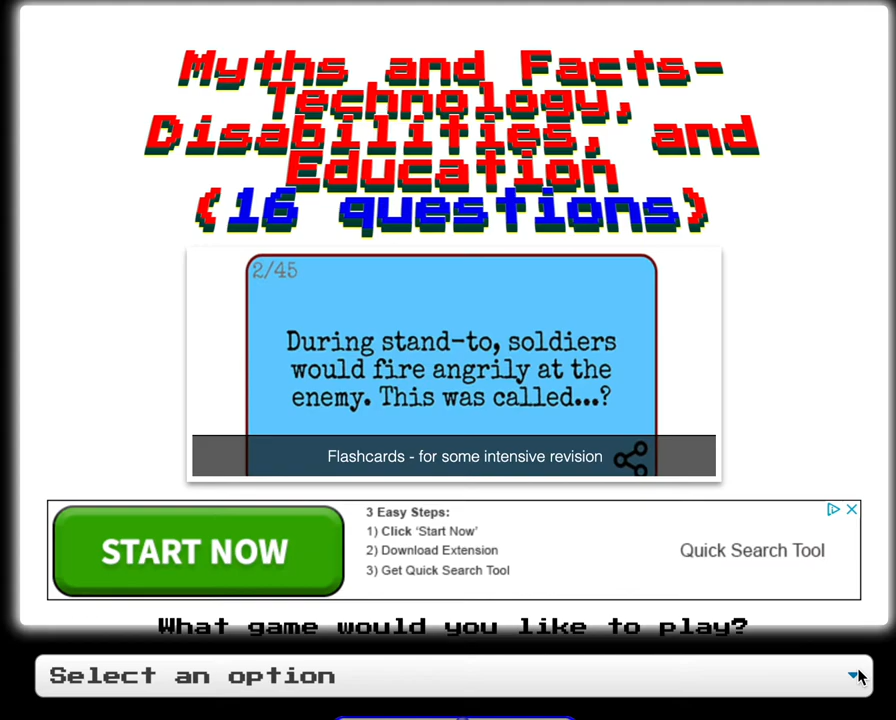 Myths and Facts-
Technology,
Disabilities, and
Education
(16 questions)
2/45
During stand-to, soldiers
would fire angrily at the
enemy. This was called...?
Flashcards - for some intensive revision
START NOW
3 Easy Steps:
1) Click 'Start Now'
2) Download Extension
3) Get Quick Search Tool
Quick Search Tool
What game would you like to play?
Select an option